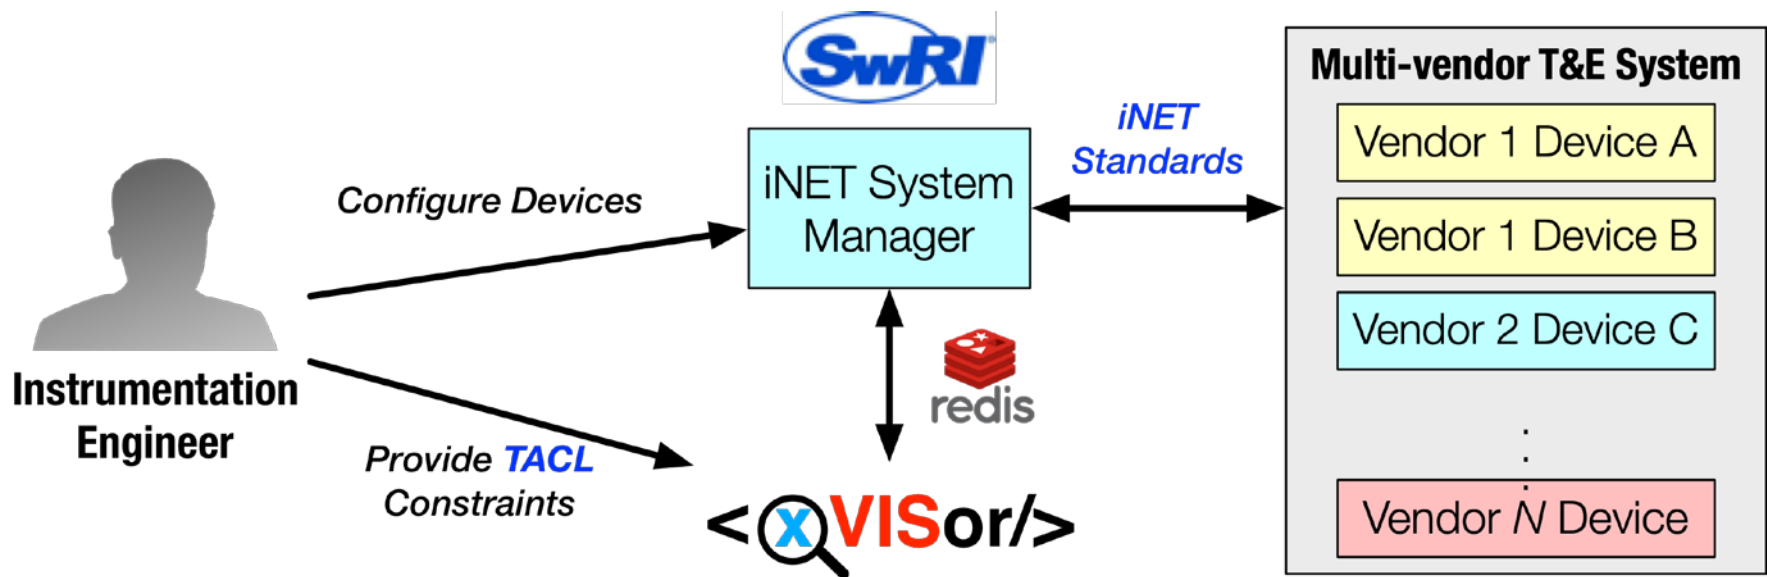 SwRI
Multi-vendor T&E System
iNET
Standards
Vendor 1 Device A
iNET System
Manager
Configure Devices
Vendor 1 Device B
Vendor 2 Device C
redis
Instrumentation
Engineer
Provide TACL
Constraints
<xVISor/>
Vendor N Device